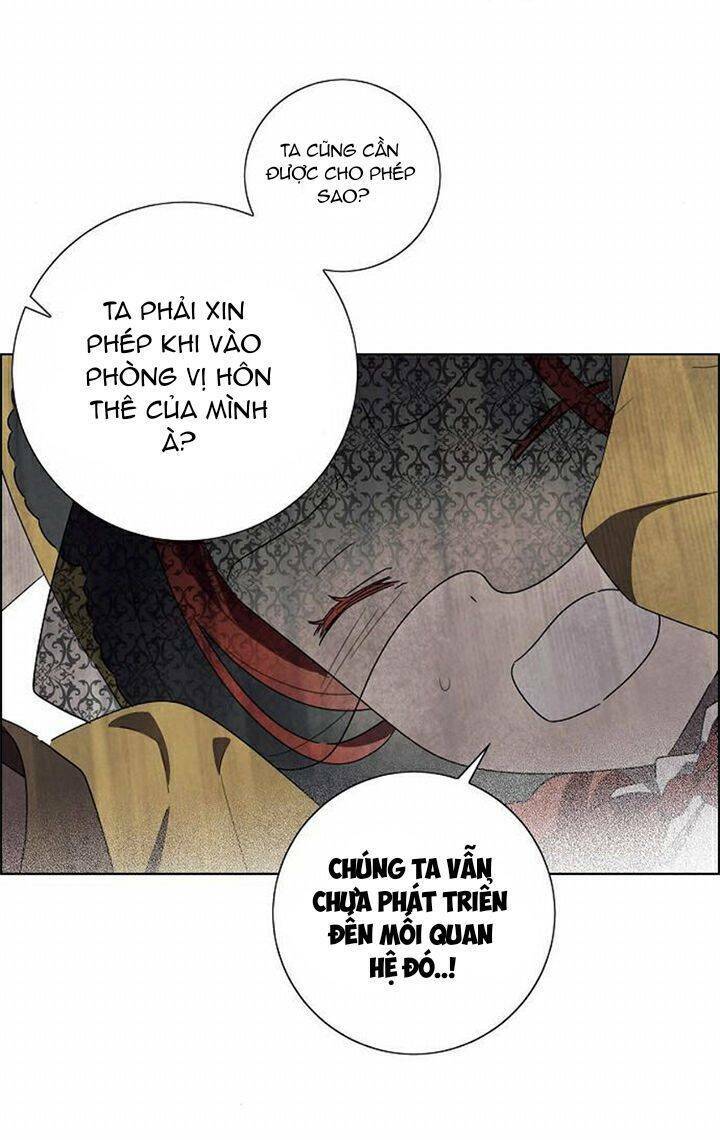 TA CŨNG CẦN
ĐƯỢC CHO PHÉP
SAO?
TA PHẢI XIN
PHÉP KHI VÀO
PHÒNG VỊ HÔN
THÊ CỦA MÌNH
À?
CHÚNG TA VẪN
CHƯA PHÁT TRIỂN
ĐẾN MỐI QUAN
HỆ ĐÓ..!